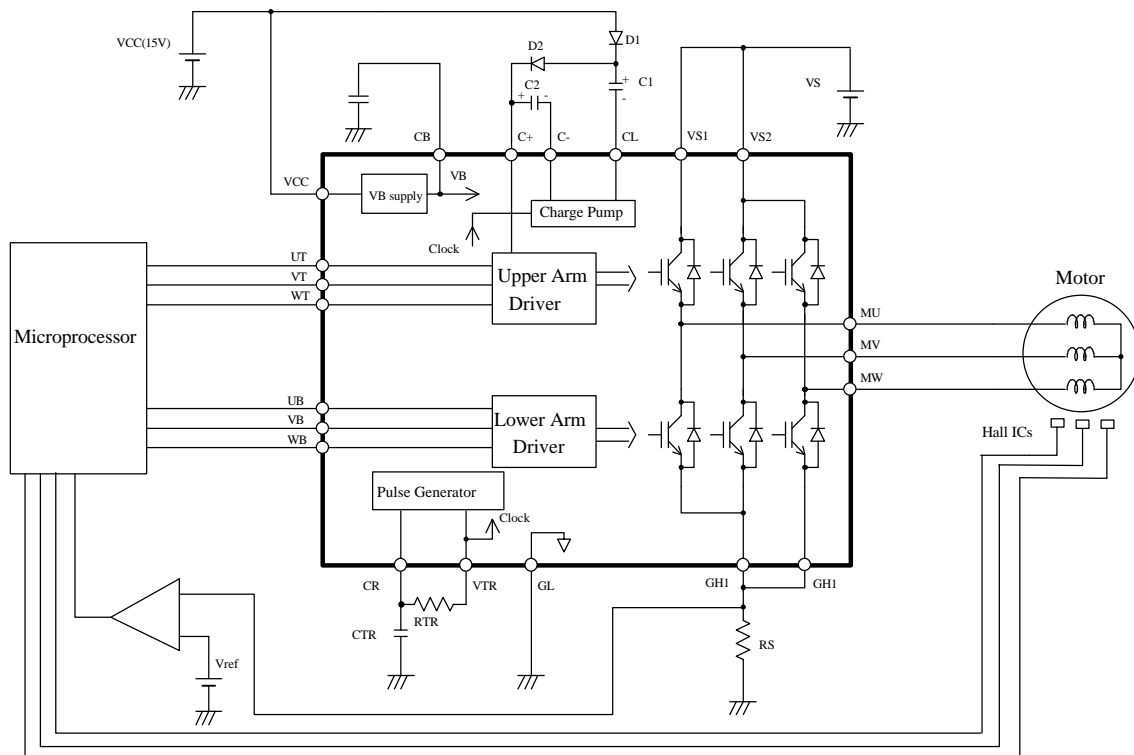 VCC(15V)
D2
D1
C2
+
-
+
-
C1
VS
CB
C+
C-
CL
VS1
VS2
VCC
VB supply
VB
Charge Pump
Clock
Microprocessor
UT
VT
WT
Upper Arm
Driver
Motor
MU
MV
MW
UB
VB
WB
Lower Arm
Driver
Hall ICs
Pulse Generator
Clock
CR
VTR
GL
GH1
GH1
RTR
CTR
RS
Vref